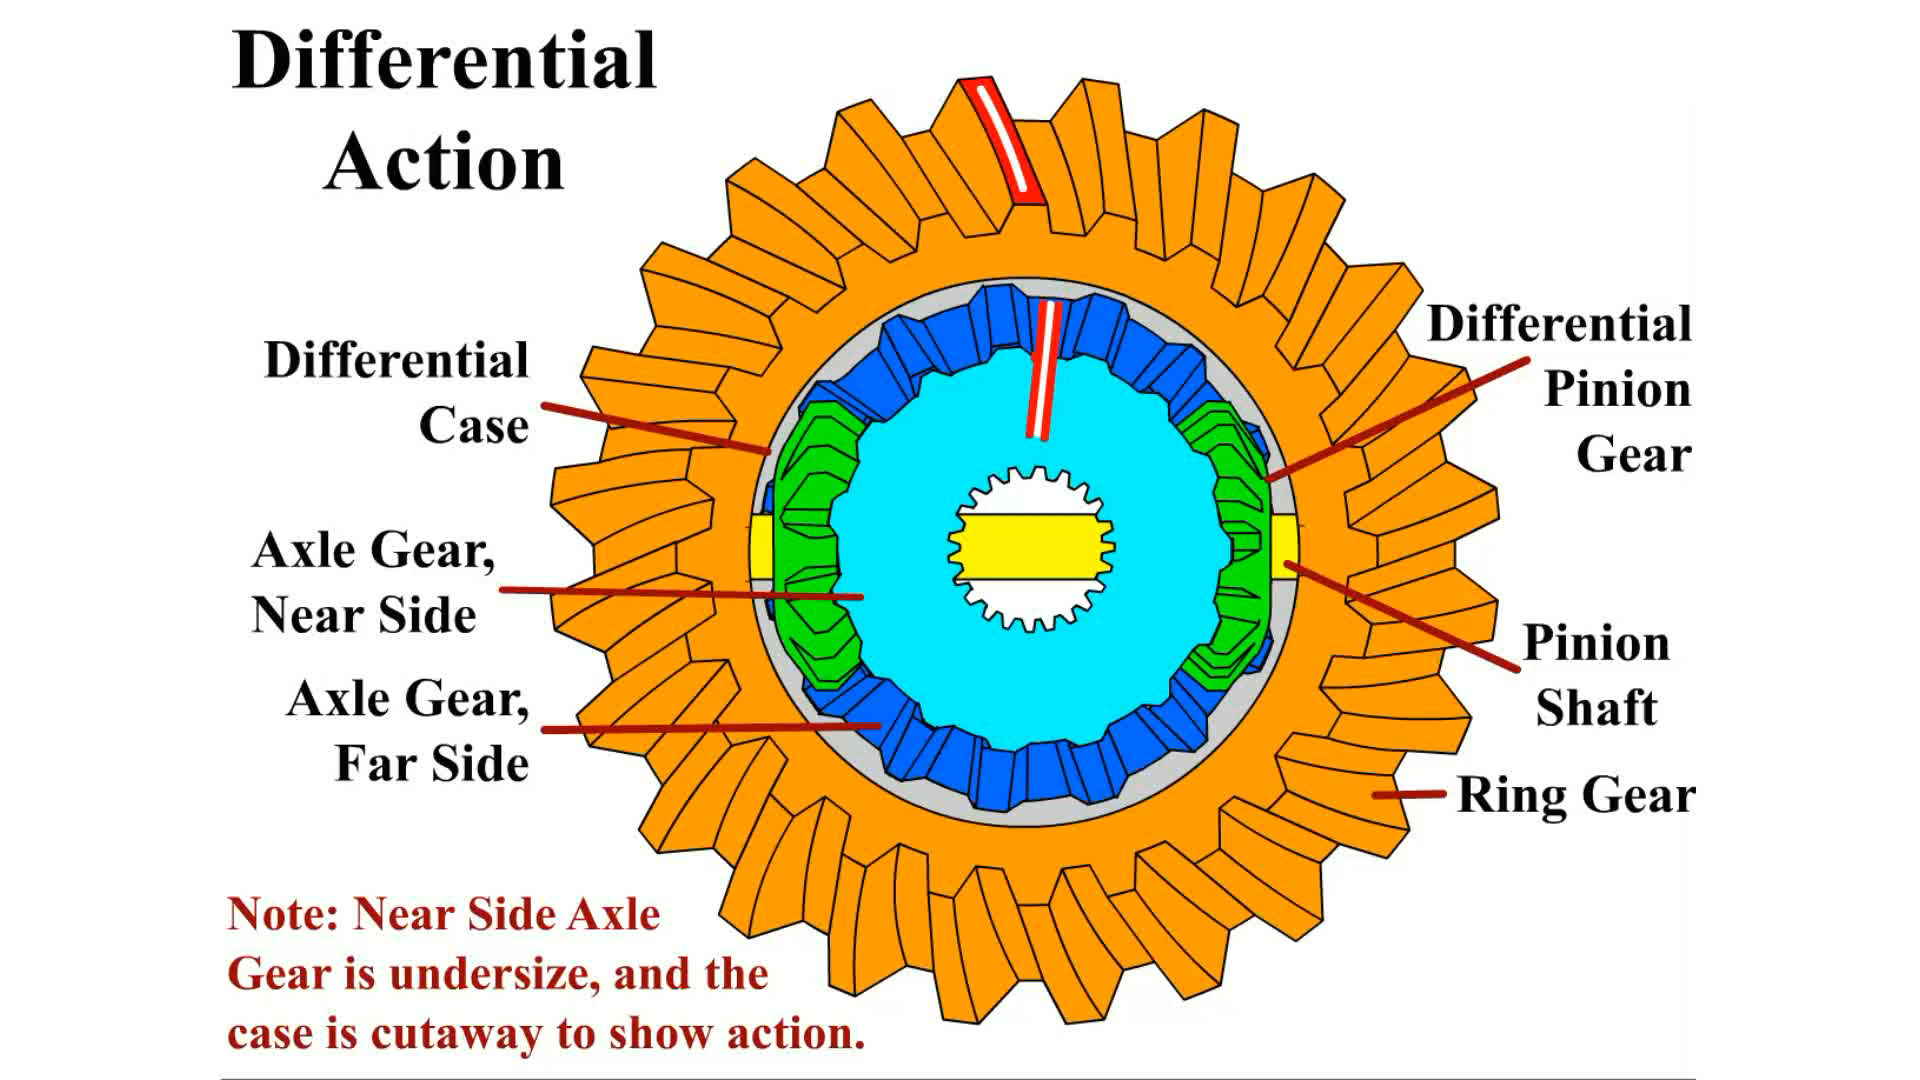 Differential
Action
Differential
Case
Axle Gear,
Near Side
Axle Gear,
Far Side
Differential
Pinion
Gear
Pinion
Shaft
Ring Gear
Note: Near Side Axle
Gear is undersize, and the
case is cutaway to show action.